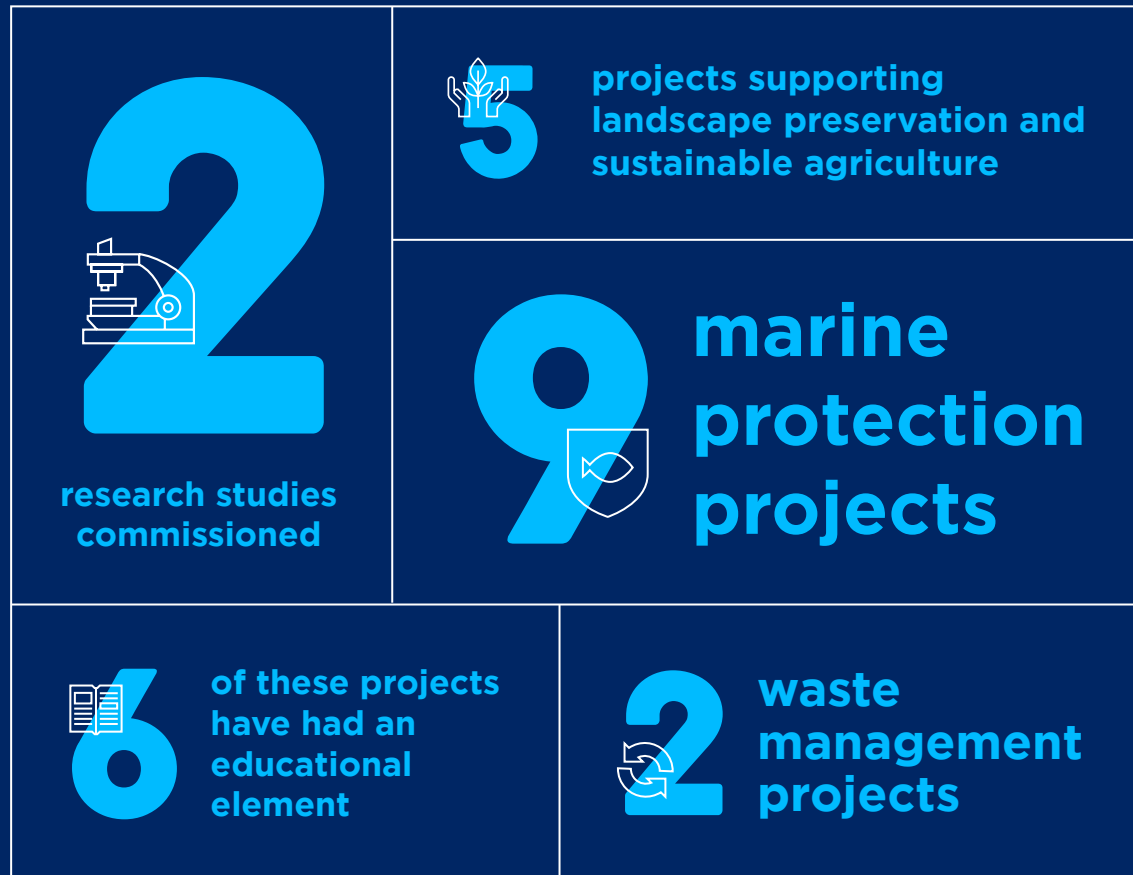 2
research studies
commissioned
5
projects supporting
landscape preservation and
sustainable agriculture
9
marine
protection
projects
6
of these projects
have had an
educational
element
2
waste
management
projects